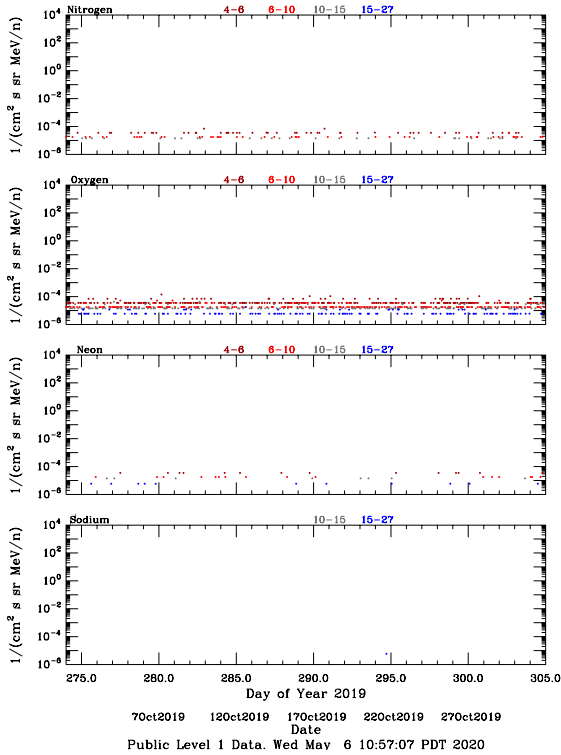 Nitrogen 4-6 6-10 10-15 15-27
10^4
10^2
10^0
10^-2
10^-4
10^-6
1/(cm^2 s sr MeV/n)
Oxygen 4-6 6-10 10-15 15-27
10^4
10^2
10^0
10^-2
10^-4
10^-6
1/(cm^2 s sr MeV/n)
Neon 4-6 6-10 10-15 15-27
10^4
10^2
10^0
10^-2
10^-4
10^-6
1/(cm^2 s sr MeV/n)
Sodium 10-15 15-27
10^4
10^2
10^0
10^-2
10^-4
10^-6
1/(cm^2 s sr MeV/n)
275.0 280.0 285.0 290.0 295.0 300.0 305.0
Day of Year 2019
7Oct2019 12Oct2019 17Oct2019 22Oct2019 27Oct2019
Date
Public Level 1 Data. Wed May 6 10:57:07 PDT 2020